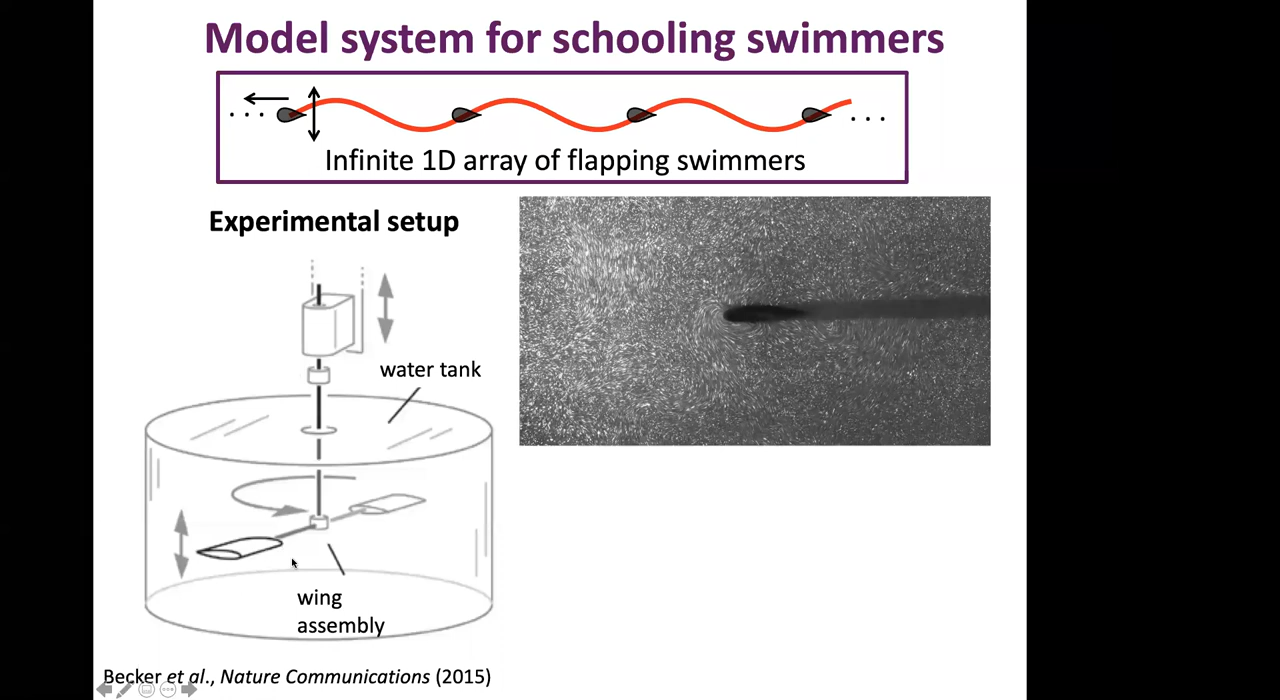 Model system for schooling swimmers
. . .
. . .
Infinite 1D array of flapping swimmers
Experimental setup
water tank
wing
assembly
Becker et al., Nature Communications (2015)